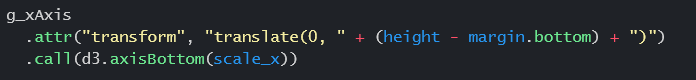 g_xAxis
  .attr("transform", "translate(0, " + (height - margin.bottom) + ")")
  .call(d3.axisBottom(scale_x))